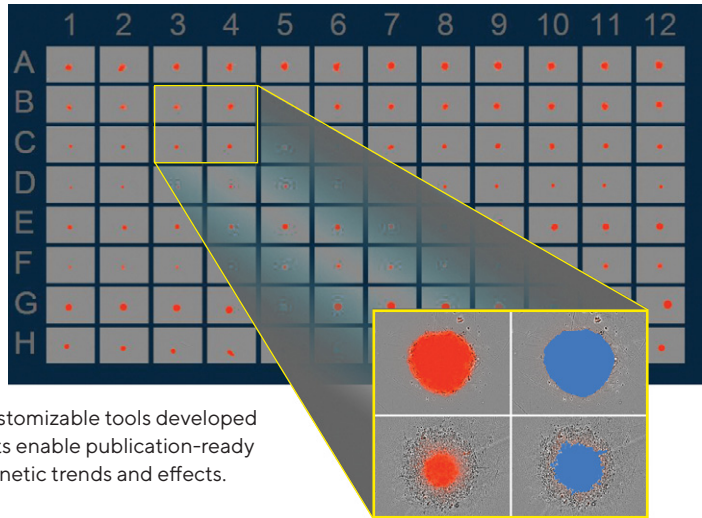 1 2 3 4 5 6 7 8 9 10 11 12
A
B
C
D
E
F
G
H
stomizable tools developed
ts enable publication-ready
netic trends and effects.